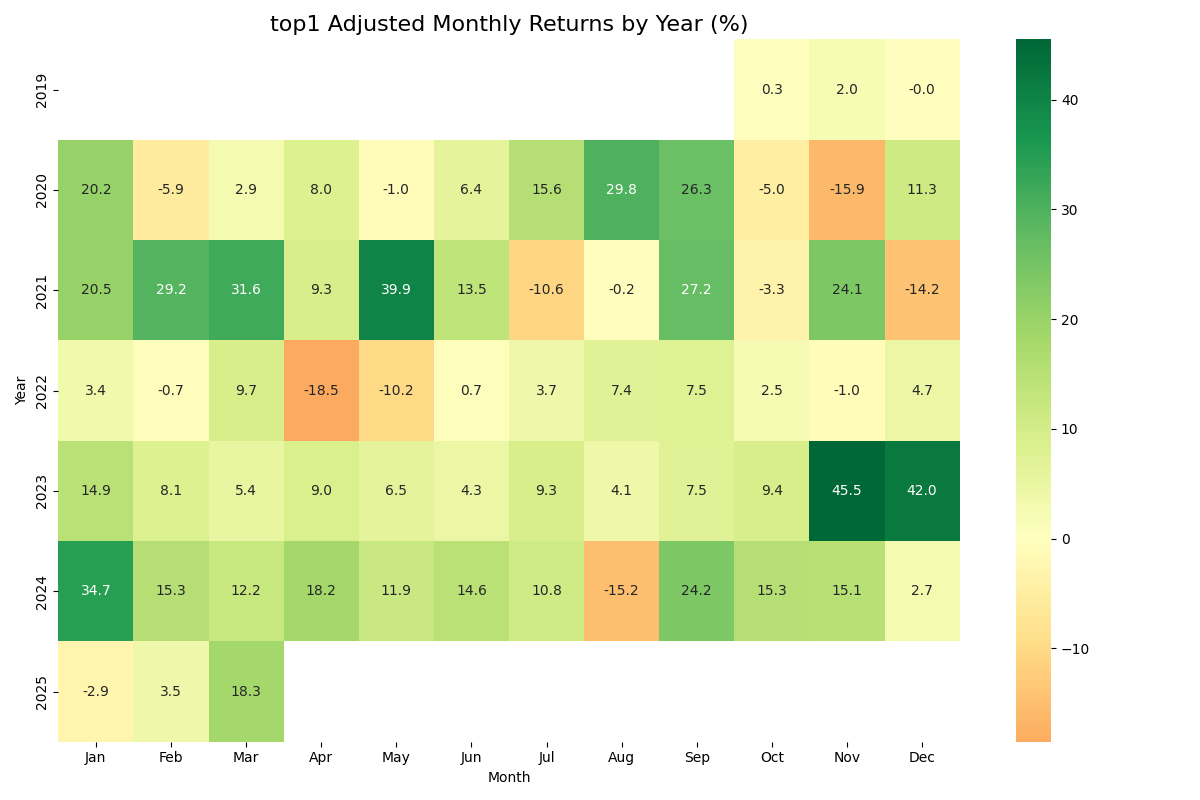 top1 Adjusted Monthly Returns by Year (%)
2019 0.3 2.0 -0.0
2020 20.2 -5.9 2.9 8.0 -1.0 6.4 15.6 29.8 26.3 -5.0 -15.9 11.3
2021 20.5 29.2 31.6 9.3 39.9 13.5 -10.6 -0.2 27.2 -3.3 24.1 -14.2
2022 3.4 -0.7 9.7 -18.5 -10.2 0.7 3.7 7.4 7.5 2.5 -1.0 4.7
2023 14.9 8.1 5.4 9.0 6.5 4.3 9.3 4.1 7.5 9.4 45.5 42.0
2024 34.7 15.3 12.2 18.2 11.9 14.6 10.8 -15.2 24.2 15.3 15.1 2.7
2025 -2.9 3.5 18.3
Year
Jan Feb Mar Apr May Jun Jul Aug Sep Oct Nov Dec
Month
40
30
20
10
0
−10